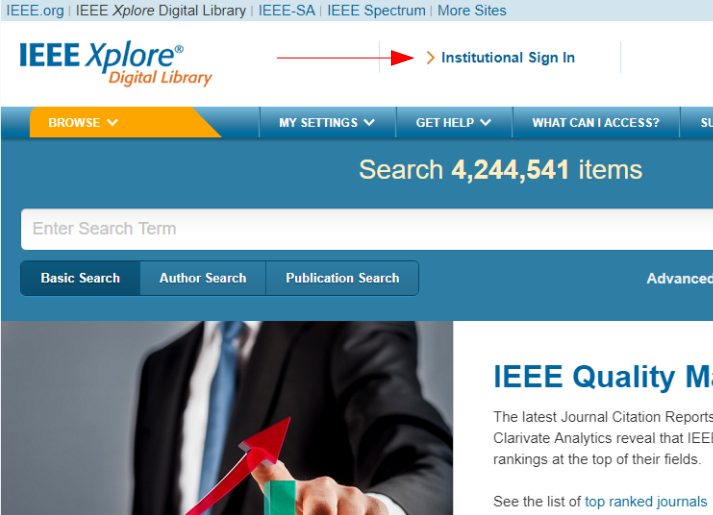 IEEE.org | IEEE Xplore Digital Library | IEEE-SA | IEEE Spectrum | More Sites
IEEE Xplore®
Digital Library
Institutional Sign In
BROWSE MY SETTINGS GET HELP WHAT CAN I ACCESS?
Search 4,244,541 items
Enter Search Term
Basic Search Author Search Publication Search Advanced
IEEE Quality
The latest Journal Citation Reports
Clarivate Analytics reveal that IEEE
rankings at the top of their fields.
See the list of top ranked journals